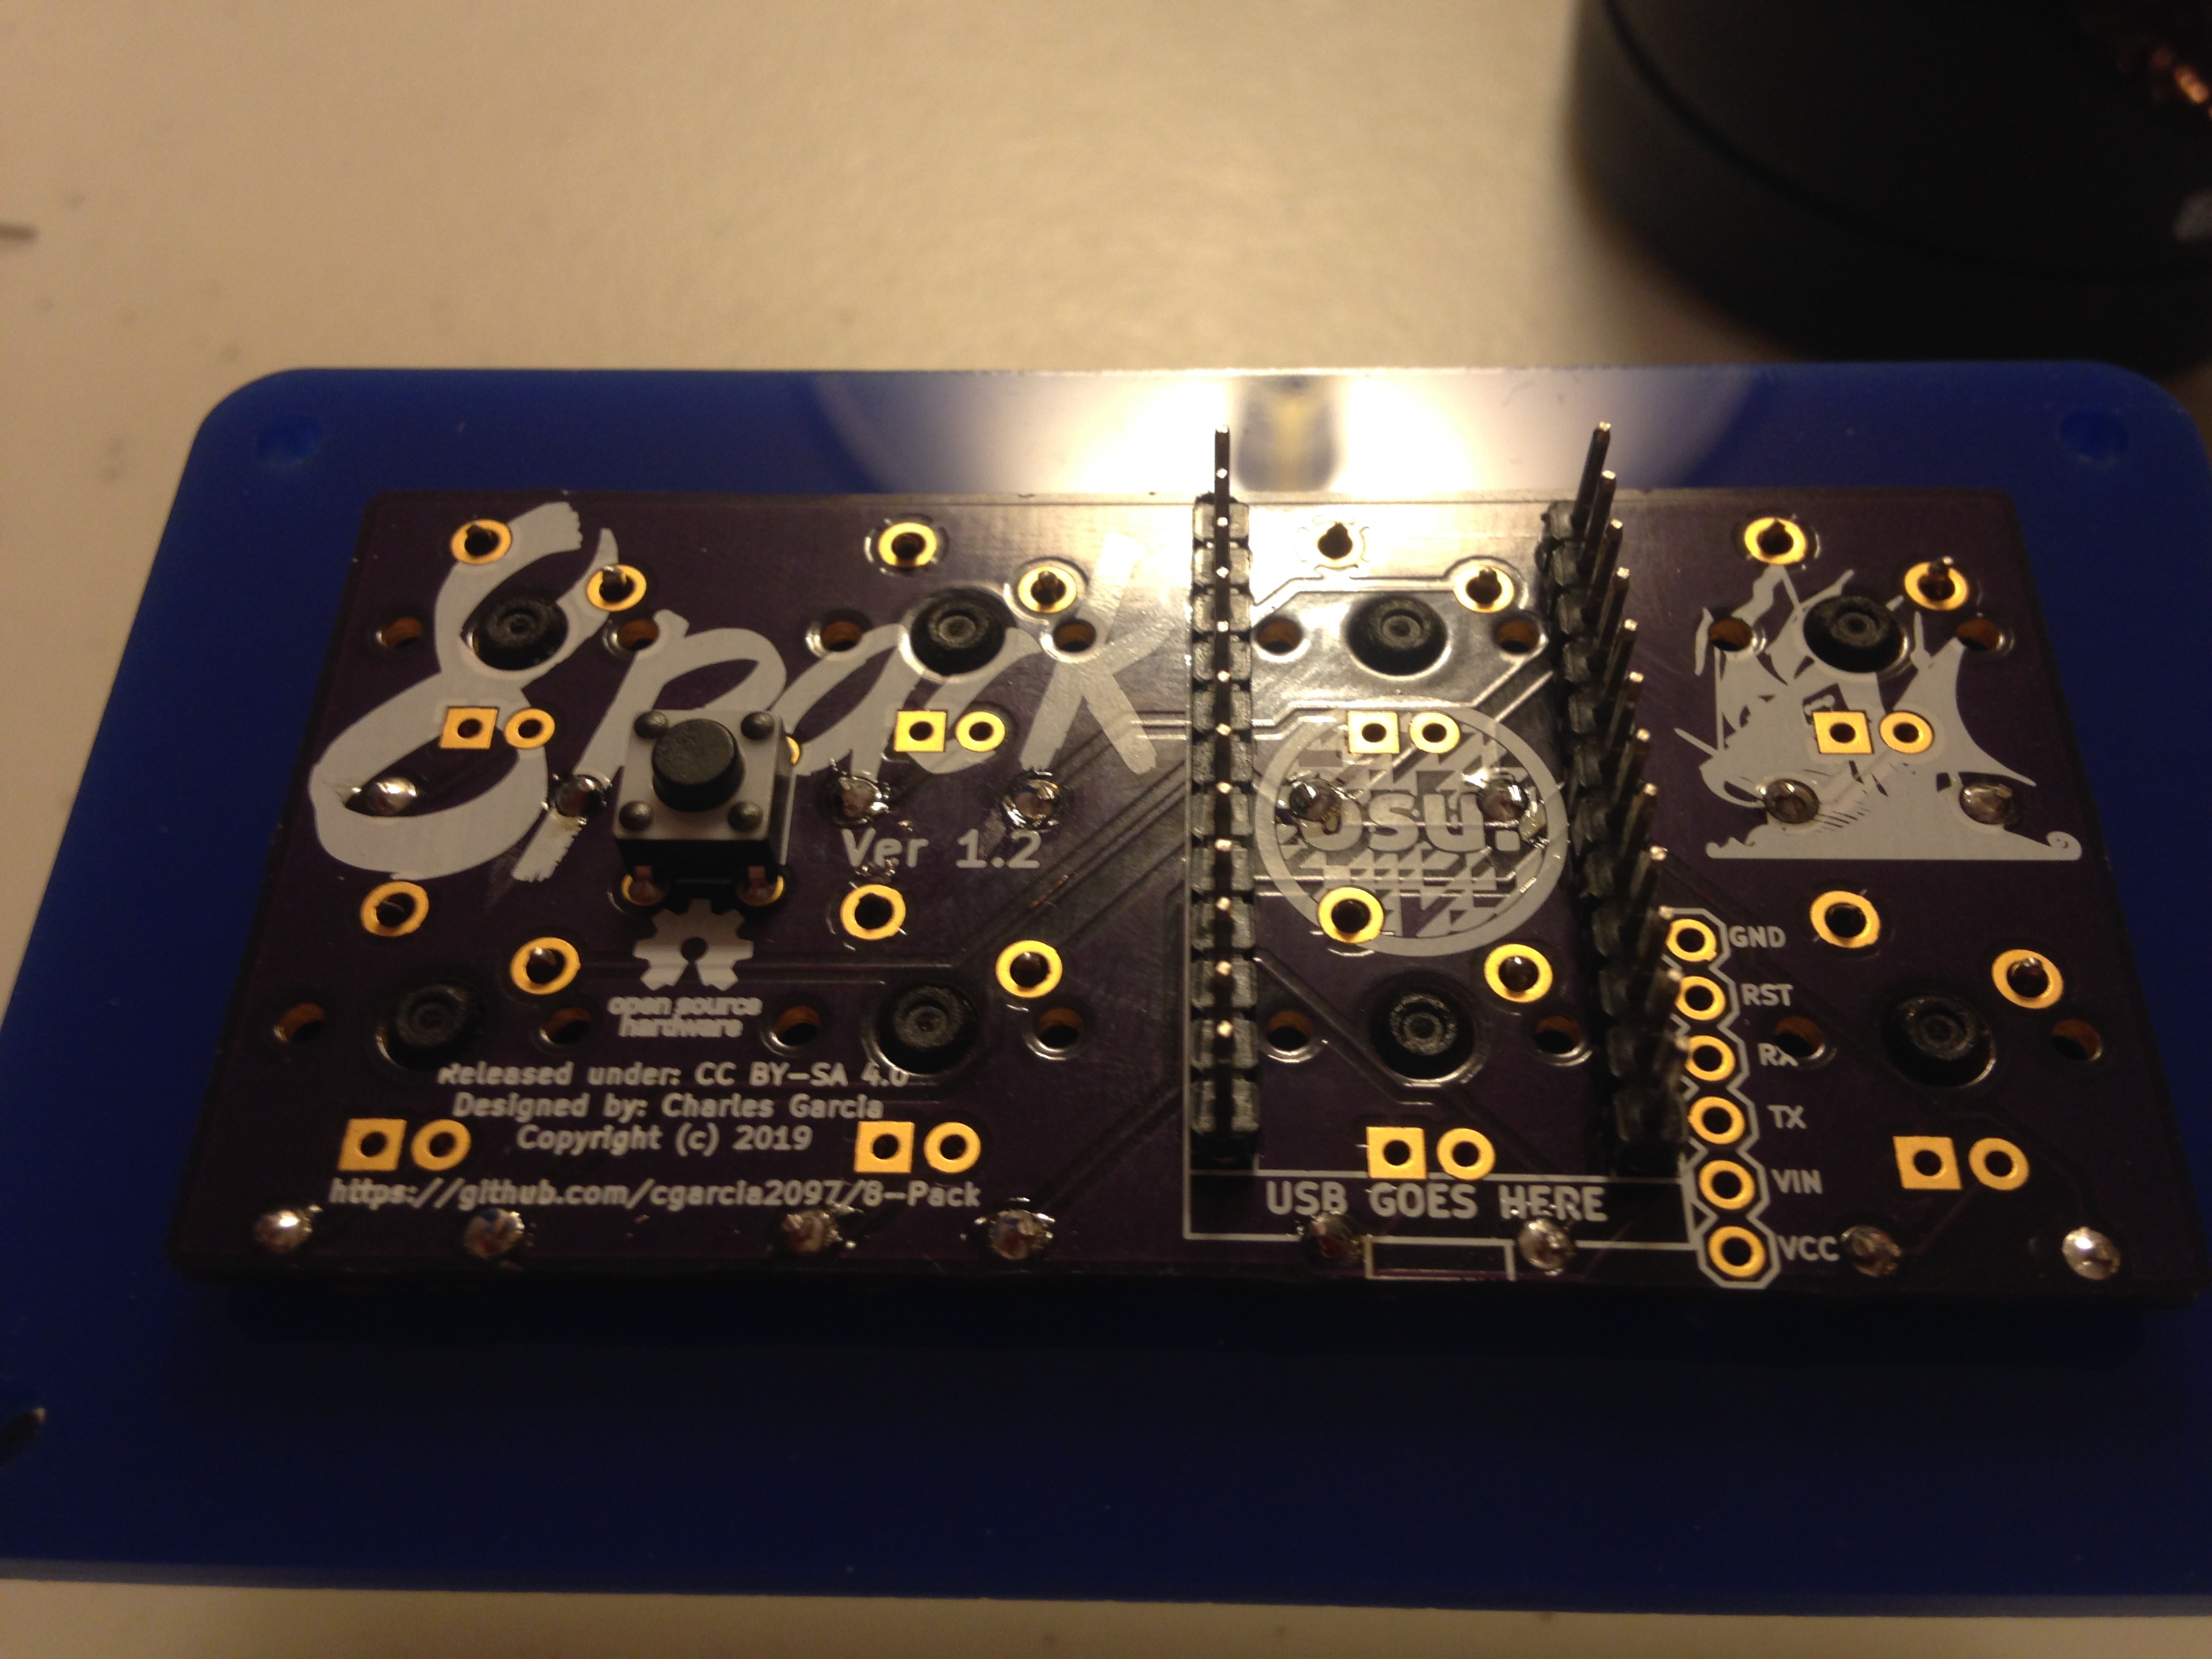 8pack
Ver 1.2
osu!
open source
hardware
Released under: CC BY-SA 4.0
Designed by: Charles Garcia
Copyright (c) 2019
https://github.com/cgarcia2097/8-Pack
USB GOES HERE
GND
RST
RX
TX
VIN
VCC